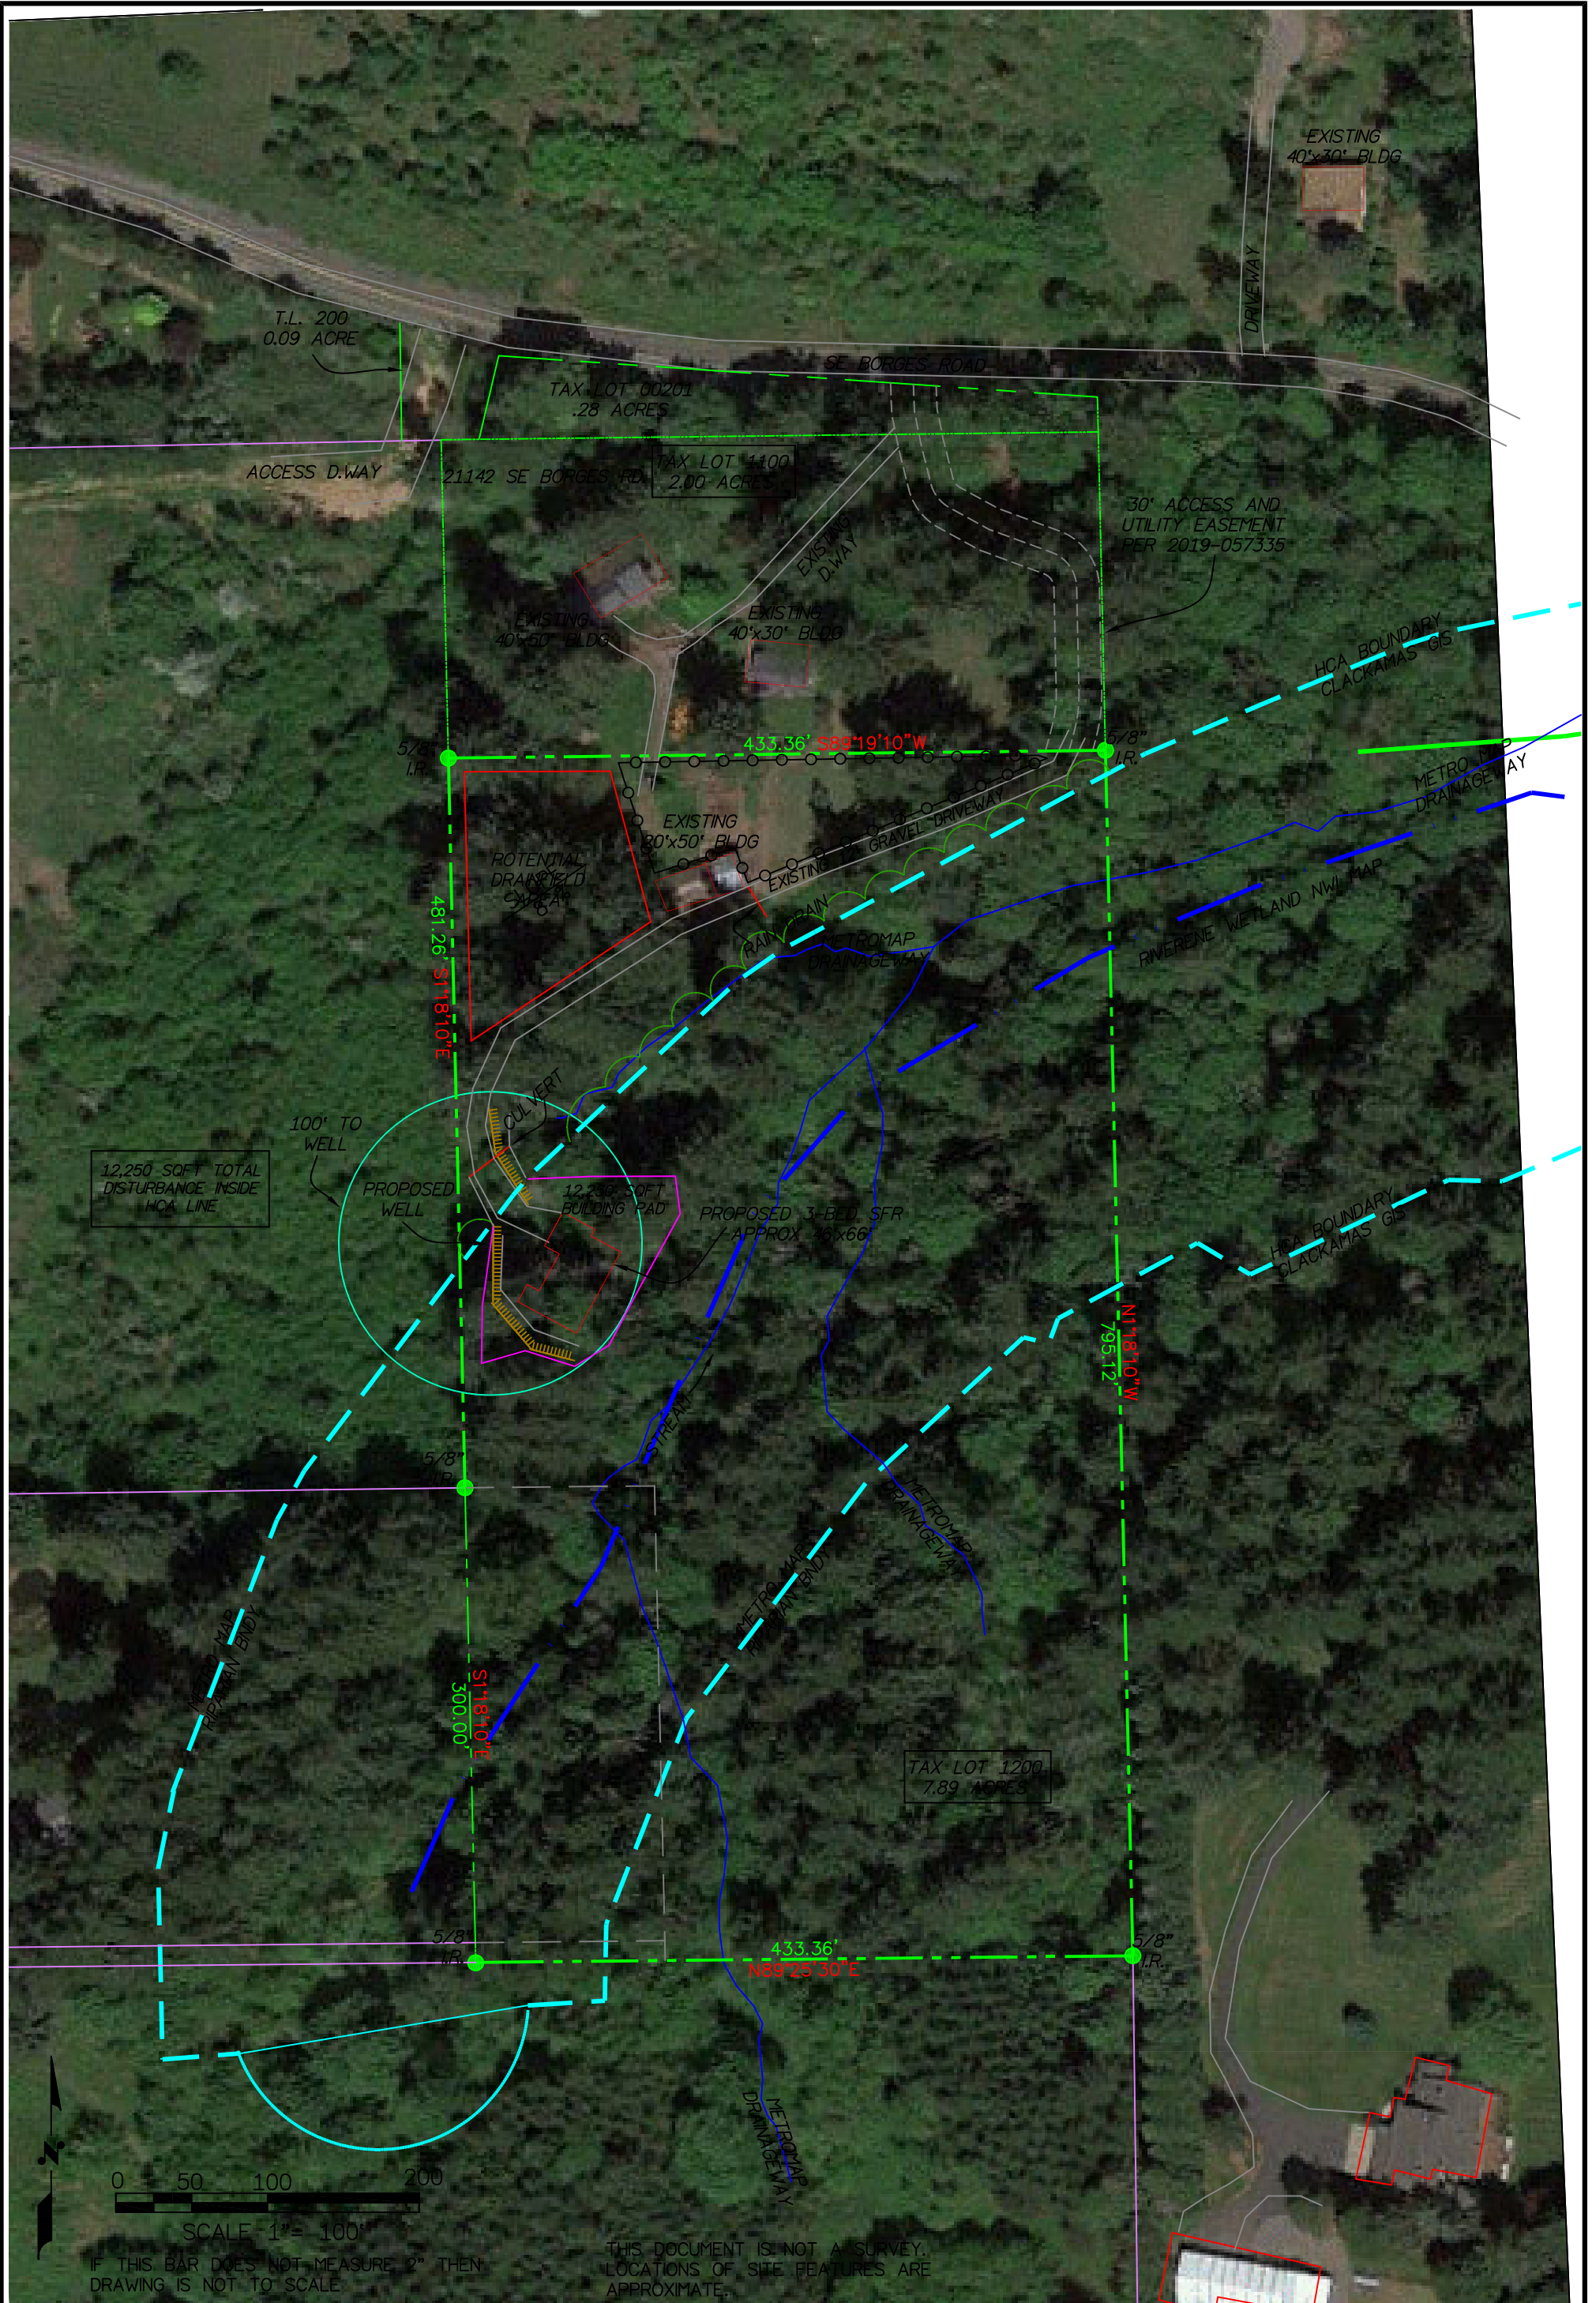 EXISTING
40'x30' BLDG
DRIVEWAY
T.L. 200
0.09 ACRE
SE BORGES ROAD
TAX LOT 00201
.28 ACRES
ACCESS D.WAY
21142 SE BORGES RD.
TAX LOT 1100
2.00 ACRES
30' ACCESS AND
UTILITY EASEMENT
PER 2019-057335
EXISTING
D.WAY
EXISTING
40'x50' BLDG
EXISTING
40'x30' BLDG
HCA BOUNDARY
CLACKAMAS GIS
5/8"
I.R.
433.36' S89°19'10"W
5/8"
I.R.
METRO MAP
DRAINAGEWAY
EXISTING
BLDG
EXISTING 12' GRAVEL DRIVEWAY
POTENTIAL
DRAINFIELD
RIVERENE WETLAND NWI MAP
481.26' S1°18'10"E
RAIN DRAIN
METROMAP
DRAINAGEWAY
CULVERT
100' TO
WELL
12,250 SQFT TOTAL
DISTURBANCE INSIDE
HCA LINE
PROPOSED
WELL
12,250 SQFT
BUILDING PAD
PROPOSED 3-BED SFR
APPROX 46'x66'
HCA BOUNDARY
CLACKAMAS GIS
N1°18'10"W
795.12'
STREAM
5/8"
I.R.
METROMAP
DRAINAGEWAY
METRO MAP
RIPARIAN BNDY
METRO MAP
RIPARIAN BNDY
S1°18'10"E
300.00'
TAX LOT 1200
7.89 ACRES
5/8"
I.R.
433.36'
N89°25'30"E
5/8"
I.R.
METROMAP
DRAINAGEWAY
N
0 50 100 200
SCALE 1"= 100'
IF THIS BAR DOES NOT MEASURE 2" THEN
DRAWING IS NOT TO SCALE
THIS DOCUMENT IS NOT A SURVEY.
LOCATIONS OF SITE FEATURES ARE
APPROXIMATE.